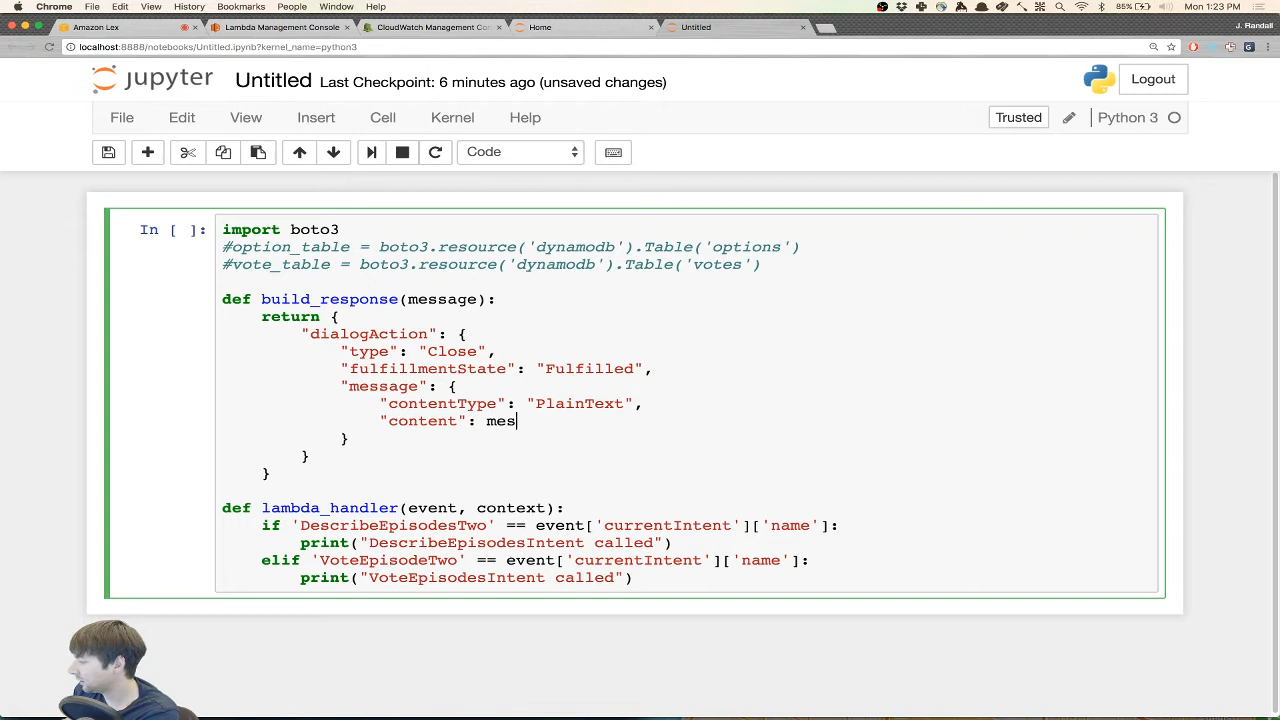 Chrome File Edit View History Bookmarks People Window Help 85% Mon 1:23 PM
Amazon Lex Lambda Management Console CloudWatch Management Con Home Untitled J. Randall
localhost:8888/notebooks/Untitled.ipynb?kernel_name=python3
jupyter Untitled Last Checkpoint: 6 minutes ago (unsaved changes) Logout
File Edit View Insert Cell Kernel Help Trusted Python 3
Code
In [ ]: import boto3
#option_table = boto3.resource('dynamodb').Table('options')
#vote_table = boto3.resource('dynamodb').Table('votes')
def build_response(message):
return {
"dialogAction": {
"type": "Close",
"fulfillmentState": "Fulfilled",
"message": {
"contentType": "PlainText",
"content": mes
}
}
}
def lambda_handler(event, context):
if 'DescribeEpisodesTwo' == event['currentIntent']['name']:
print("DescribeEpisodesIntent called")
elif 'VoteEpisodeTwo' == event['currentIntent']['name']:
print("VoteEpisodesIntent called")